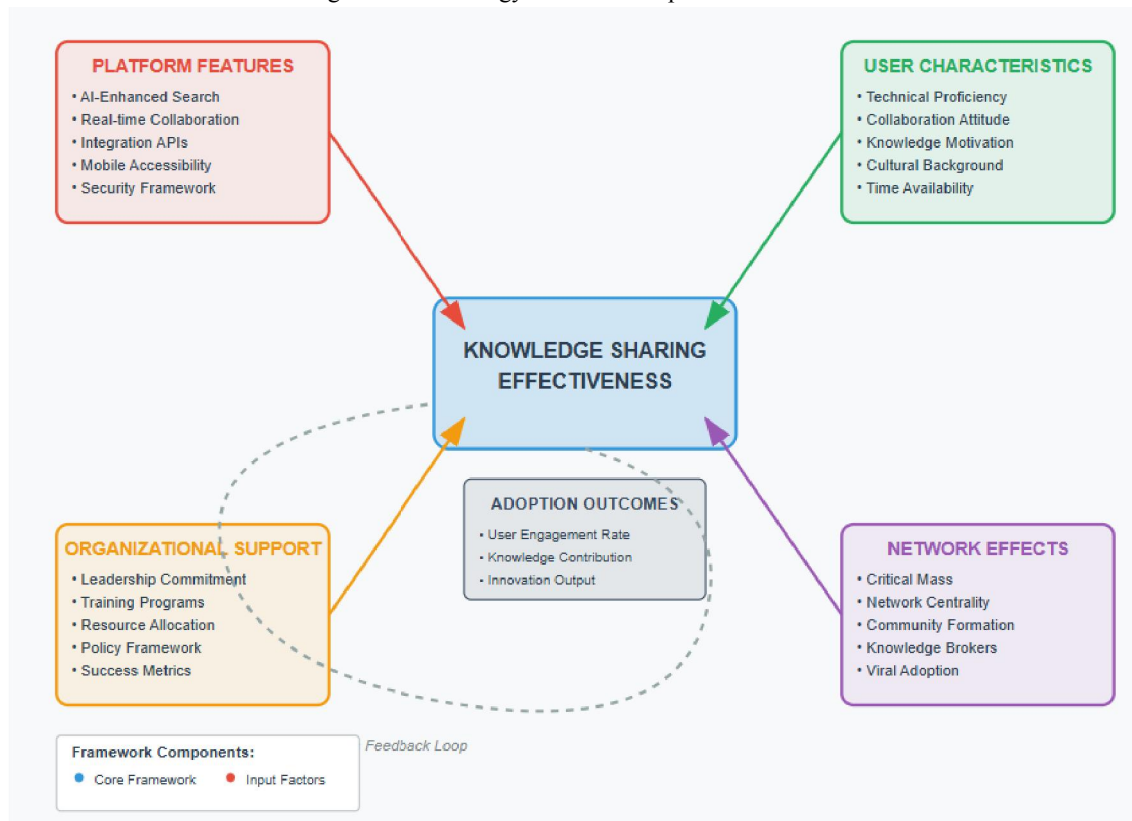 PLATFORM FEATURES
• AI-Enhanced Search
• Real-time Collaboration
• Integration APIs
• Mobile Accessibility
• Security Framework
USER CHARACTERISTICS
• Technical Proficiency
• Collaboration Attitude
• Knowledge Motivation
• Cultural Background
• Time Availability
KNOWLEDGE SHARING
EFFECTIVENESS
ADOPTION OUTCOMES
• User Engagement Rate
• Knowledge Contribution
• Innovation Output
ORGANIZATIONAL SUPPORT
• Leadership Commitment
• Training Programs
• Resource Allocation
• Policy Framework
• Success Metrics
NETWORK EFFECTS
• Critical Mass
• Network Centrality
• Community Formation
• Knowledge Brokers
• Viral Adoption
Feedback Loop
Framework Components:
Core Framework
Input Factors